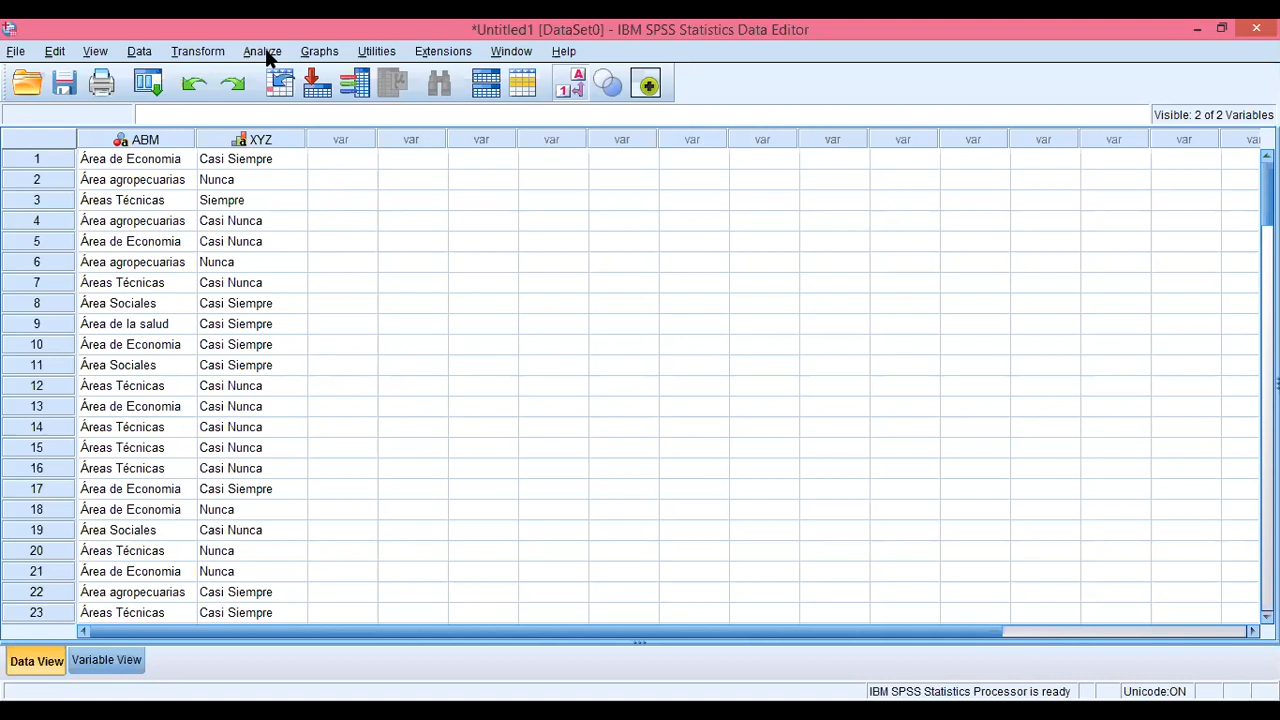 *Untitled1 [DataSet0] - IBM SPSS Statistics Data Editor
File Edit View Data Transform Analyze Graphs Utilities Extensions Window Help
Visible: 2 of 2 Variables
ABM XYZ var var var var var var var var var var var var var var
1 Área de Economia Casi Siempre
2 Área agropecuarias Nunca
3 Áreas Técnicas Siempre
4 Área agropecuarias Casi Nunca
5 Área de Economia Casi Nunca
6 Área agropecuarias Nunca
7 Áreas Técnicas Casi Nunca
8 Área Sociales Casi Siempre
9 Área de la salud Casi Siempre
10 Área de Economia Casi Siempre
11 Área Sociales Casi Siempre
12 Áreas Técnicas Casi Nunca
13 Área de Economia Casi Nunca
14 Áreas Técnicas Casi Nunca
15 Áreas Técnicas Casi Nunca
16 Áreas Técnicas Casi Nunca
17 Área de Economia Casi Siempre
18 Área de Economia Nunca
19 Área Sociales Casi Nunca
20 Áreas Técnicas Nunca
21 Área de Economia Nunca
22 Área agropecuarias Casi Siempre
23 Áreas Técnicas Casi Siempre
Data View Variable View
IBM SPSS Statistics Processor is ready Unicode:ON